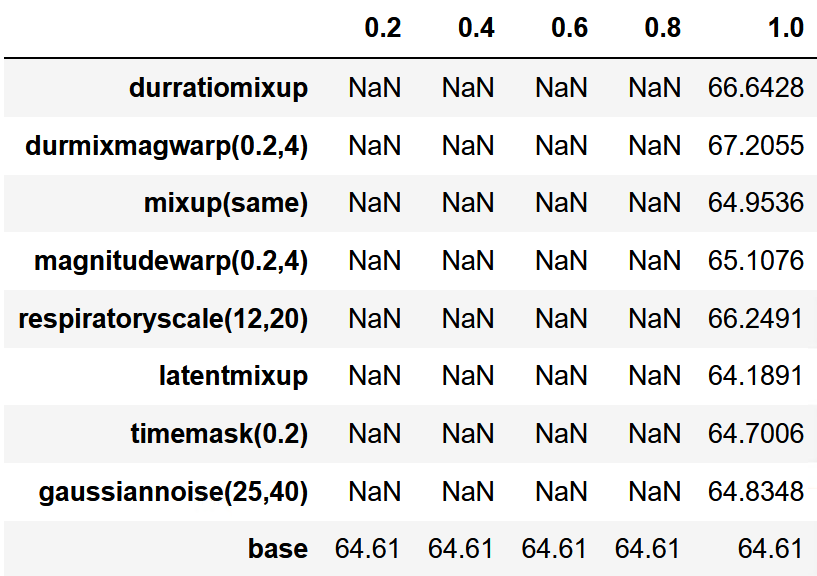 0.2 0.4 0.6 0.8 1.0
durratiomixup NaN NaN NaN NaN 66.6428
durmixmagwarp(0.2,4) NaN NaN NaN NaN 67.2055
mixup(same) NaN NaN NaN NaN 64.9536
magnitudewarp(0.2,4) NaN NaN NaN NaN 65.1076
respiratoryscale(12,20) NaN NaN NaN NaN 66.2491
latentmixup NaN NaN NaN NaN 64.1891
timemask(0.2) NaN NaN NaN NaN 64.7006
gaussiannoise(25,40) NaN NaN NaN NaN 64.8348
base 64.61 64.61 64.61 64.61 64.61